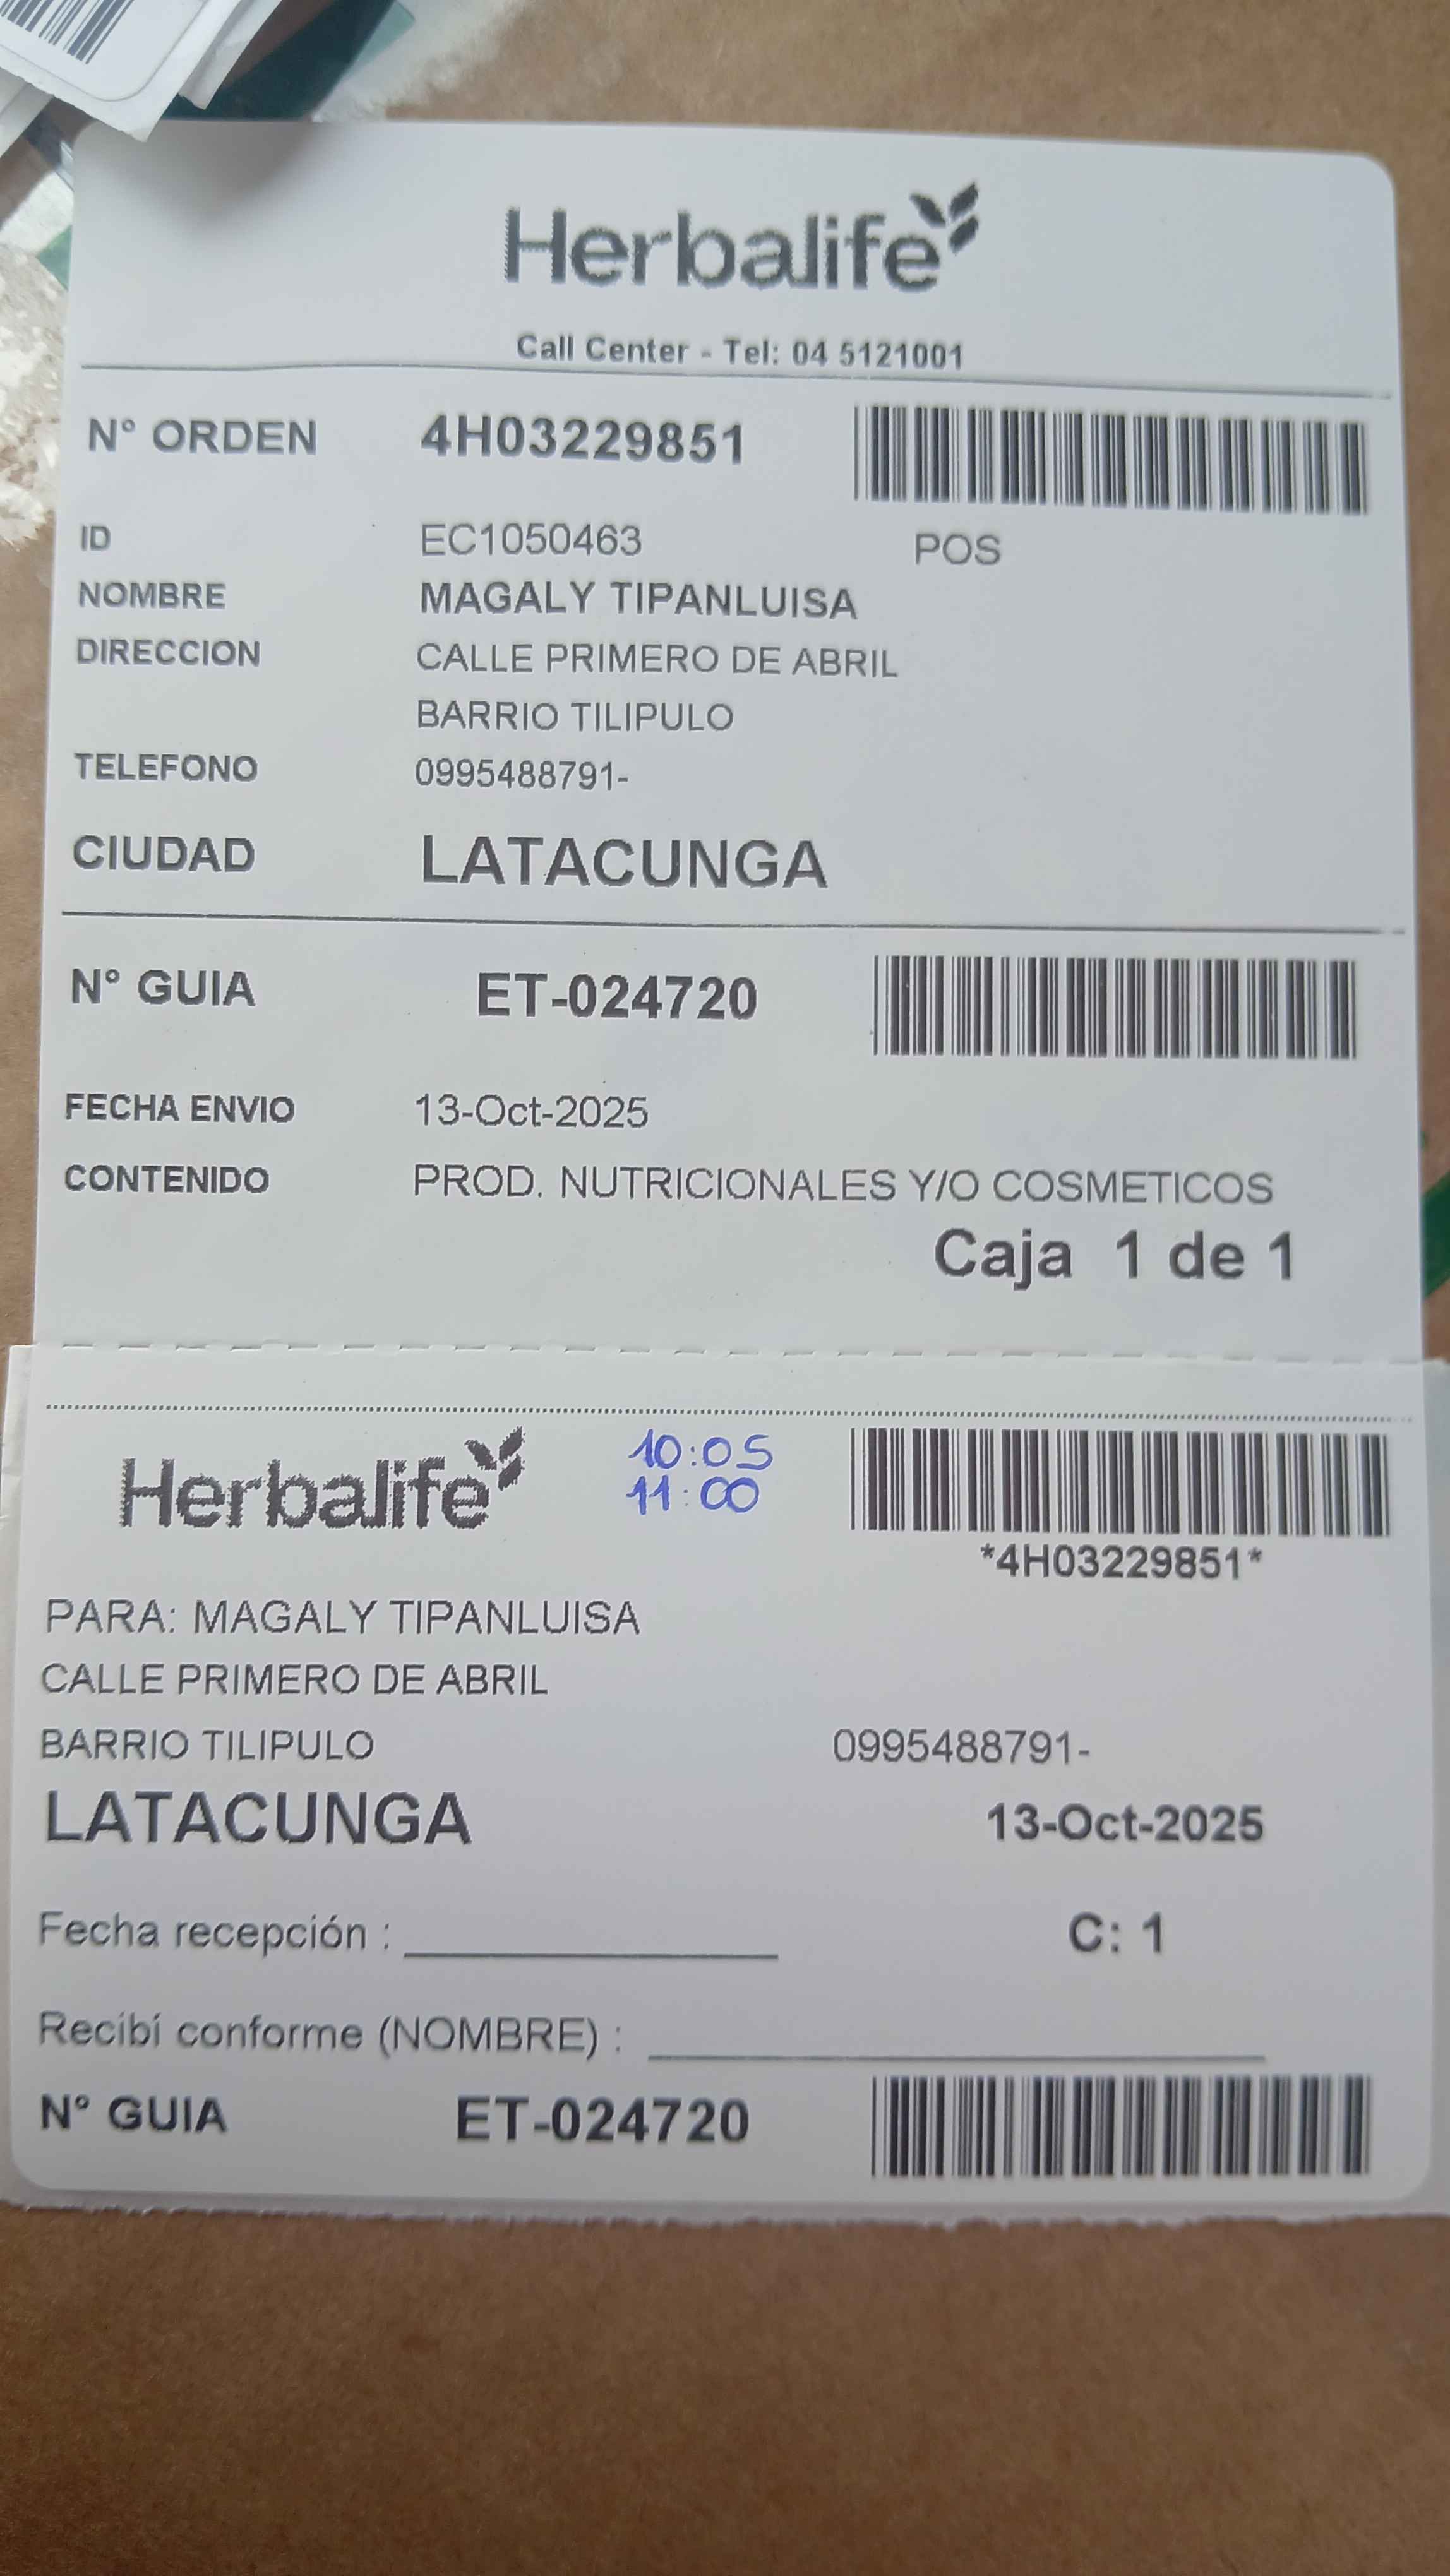 Herbalife
Call Center - Tel: 04 5121001
N° ORDEN 4H03229851
ID EC1050463 POS
NOMBRE MAGALY TIPANLUISA
DIRECCION CALLE PRIMERO DE ABRIL
BARRIO TILIPULO
TELEFONO 0995488791-
CIUDAD LATACUNGA
N° GUIA ET-024720
FECHA ENVIO 13-Oct-2025
CONTENIDO PROD. NUTRICIONALES Y/O COSMETICOS
Caja 1 de 1
Herbalife 10:05
11:00
*4H03229851*
PARA: MAGALY TIPANLUISA
CALLE PRIMERO DE ABRIL
BARRIO TILIPULO 0995488791-
LATACUNGA 13-Oct-2025
Fecha recepción : C: 1
Recibí conforme (NOMBRE) :
N° GUIA ET-024720